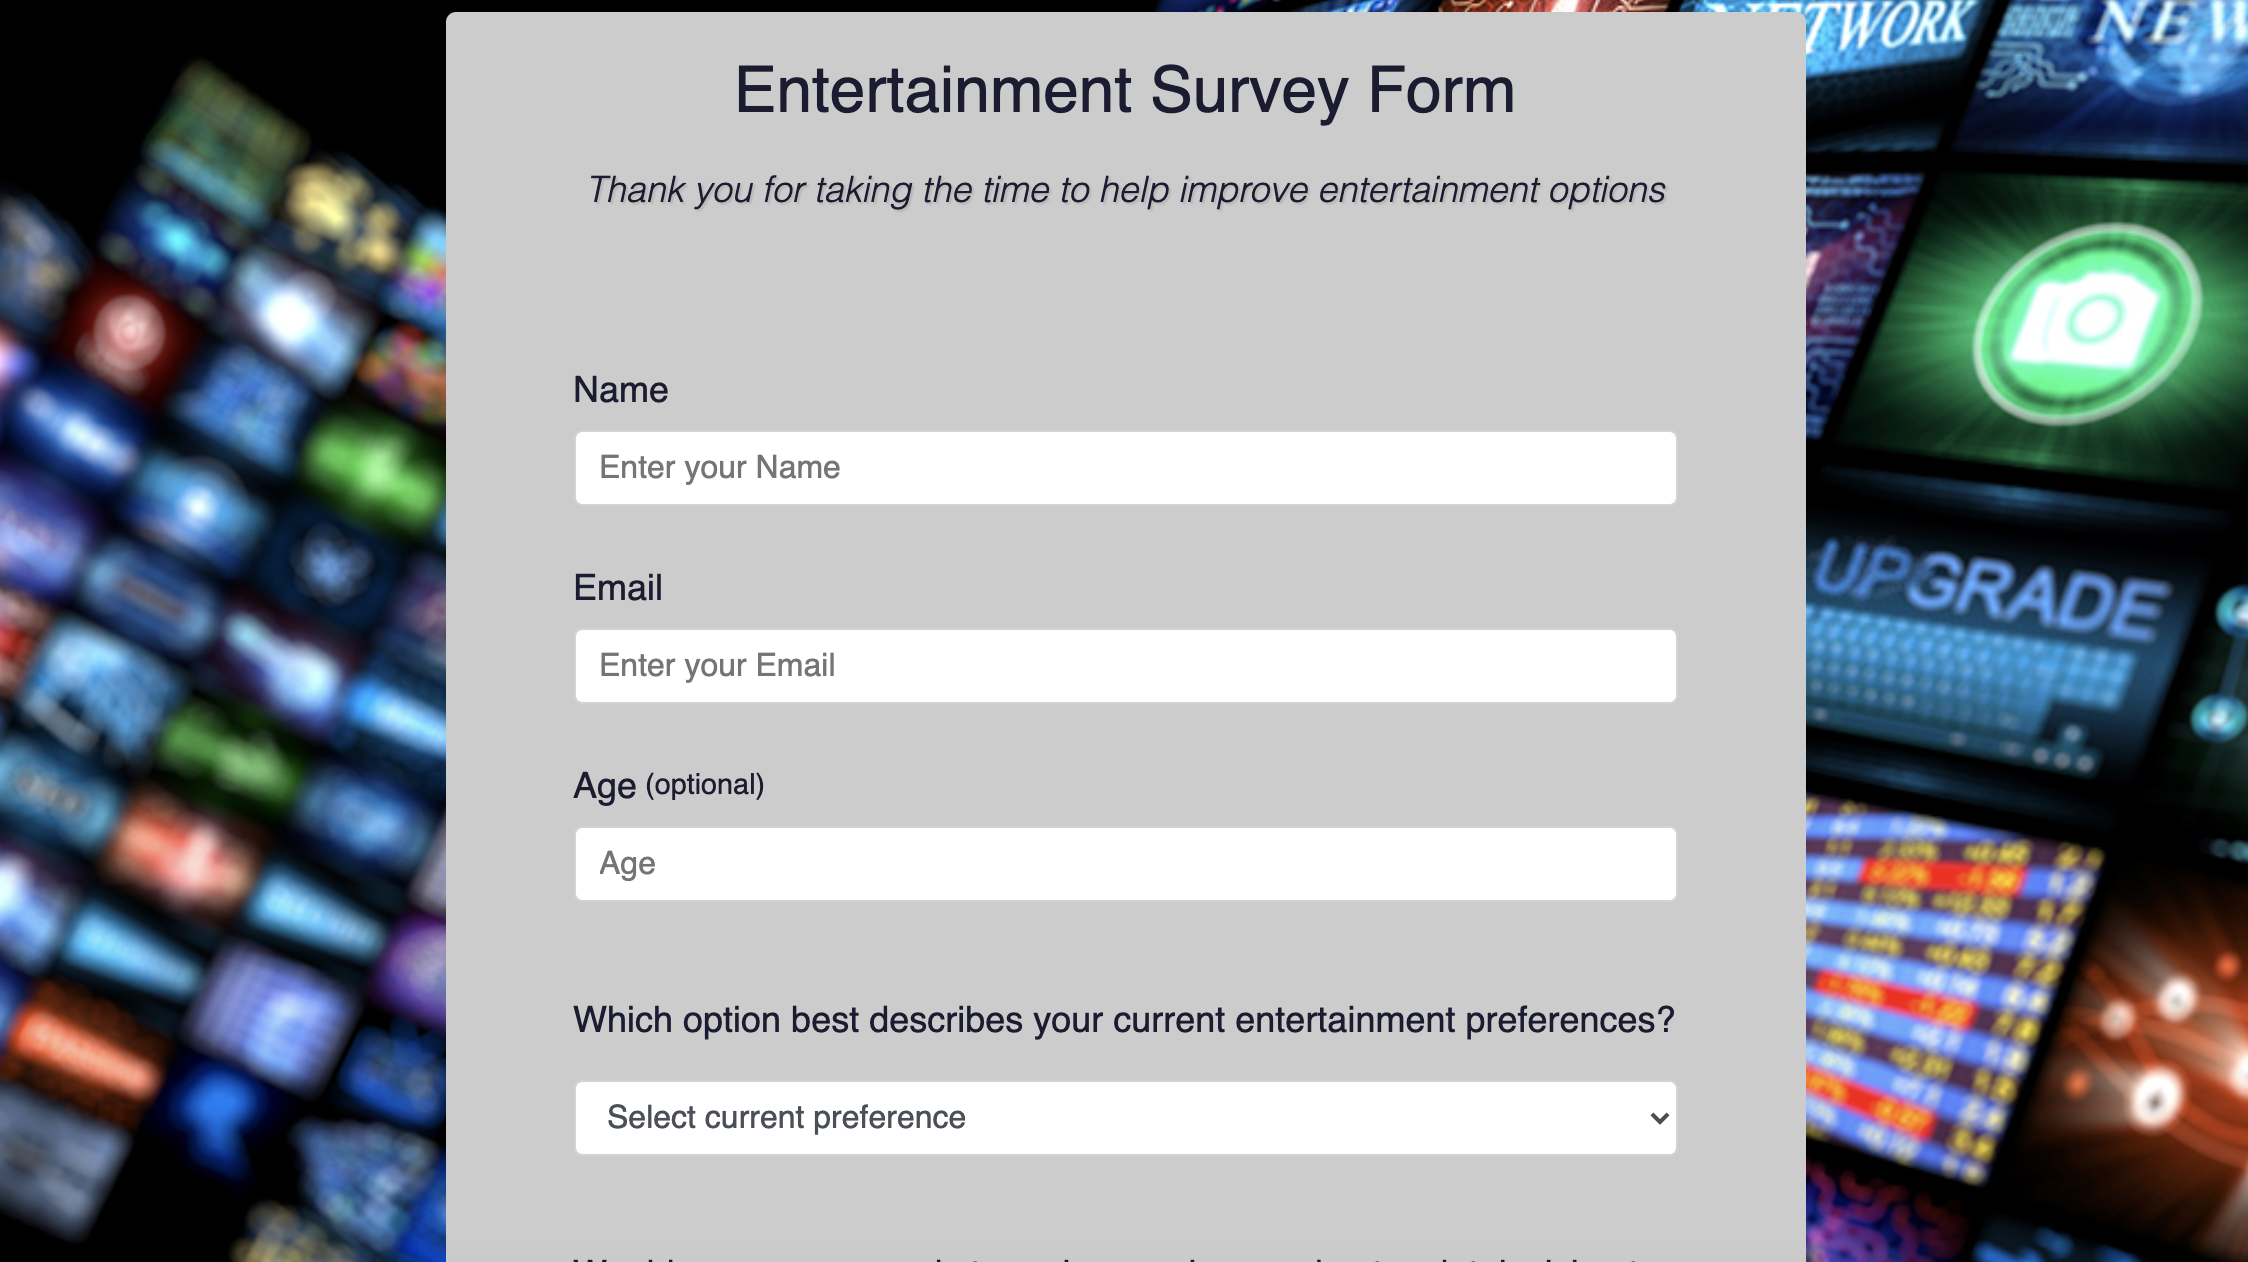 Entertainment Survey Form
Thank you for taking the time to help improve entertainment options
Name
Enter your Name
Email
Enter your Email
Age (optional)
Age
Which option best describes your current entertainment preferences?
Select current preference
NETWORK
NEW
UPGRADE